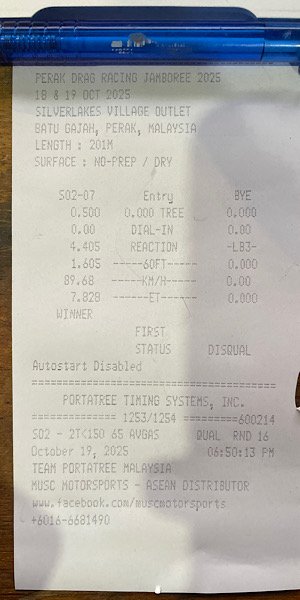 PERAK DRAG RACING JAMBOREE 2025
18 & 19 OCT 2025
SILVERLAKES VILLAGE OUTLET
BATU GAJAH, PERAK, MALAYSIA
LENGTH : 201M
SURFACE : NO-PREP / DRY
S02-07 Entry BYE
0.500 0.000 TREE 0.000
0.00 DIAL-IN 0.00
4.405 REACTION -LB3-
1.605 -----60FT------ 0.000
89.68 -----KM/H------ 0.00
7.828 ------ET------- 0.000
WINNER
FIRST
STATUS DISQUAL
Autostart Disabled
========================================
PORTATREE TIMING SYSTEMS, INC.
============== 1253/1254 =========600214
S02 - 2TK150 65 AVGAS QUAL RND 16
October 19, 2025 06:50:13 PM
TEAM PORTATREE MALAYSIA
MUSC MOTORSPORTS - ASEAN DISTRIBUTOR
www.facebook.com/muscmotorsports
+6016-6681490